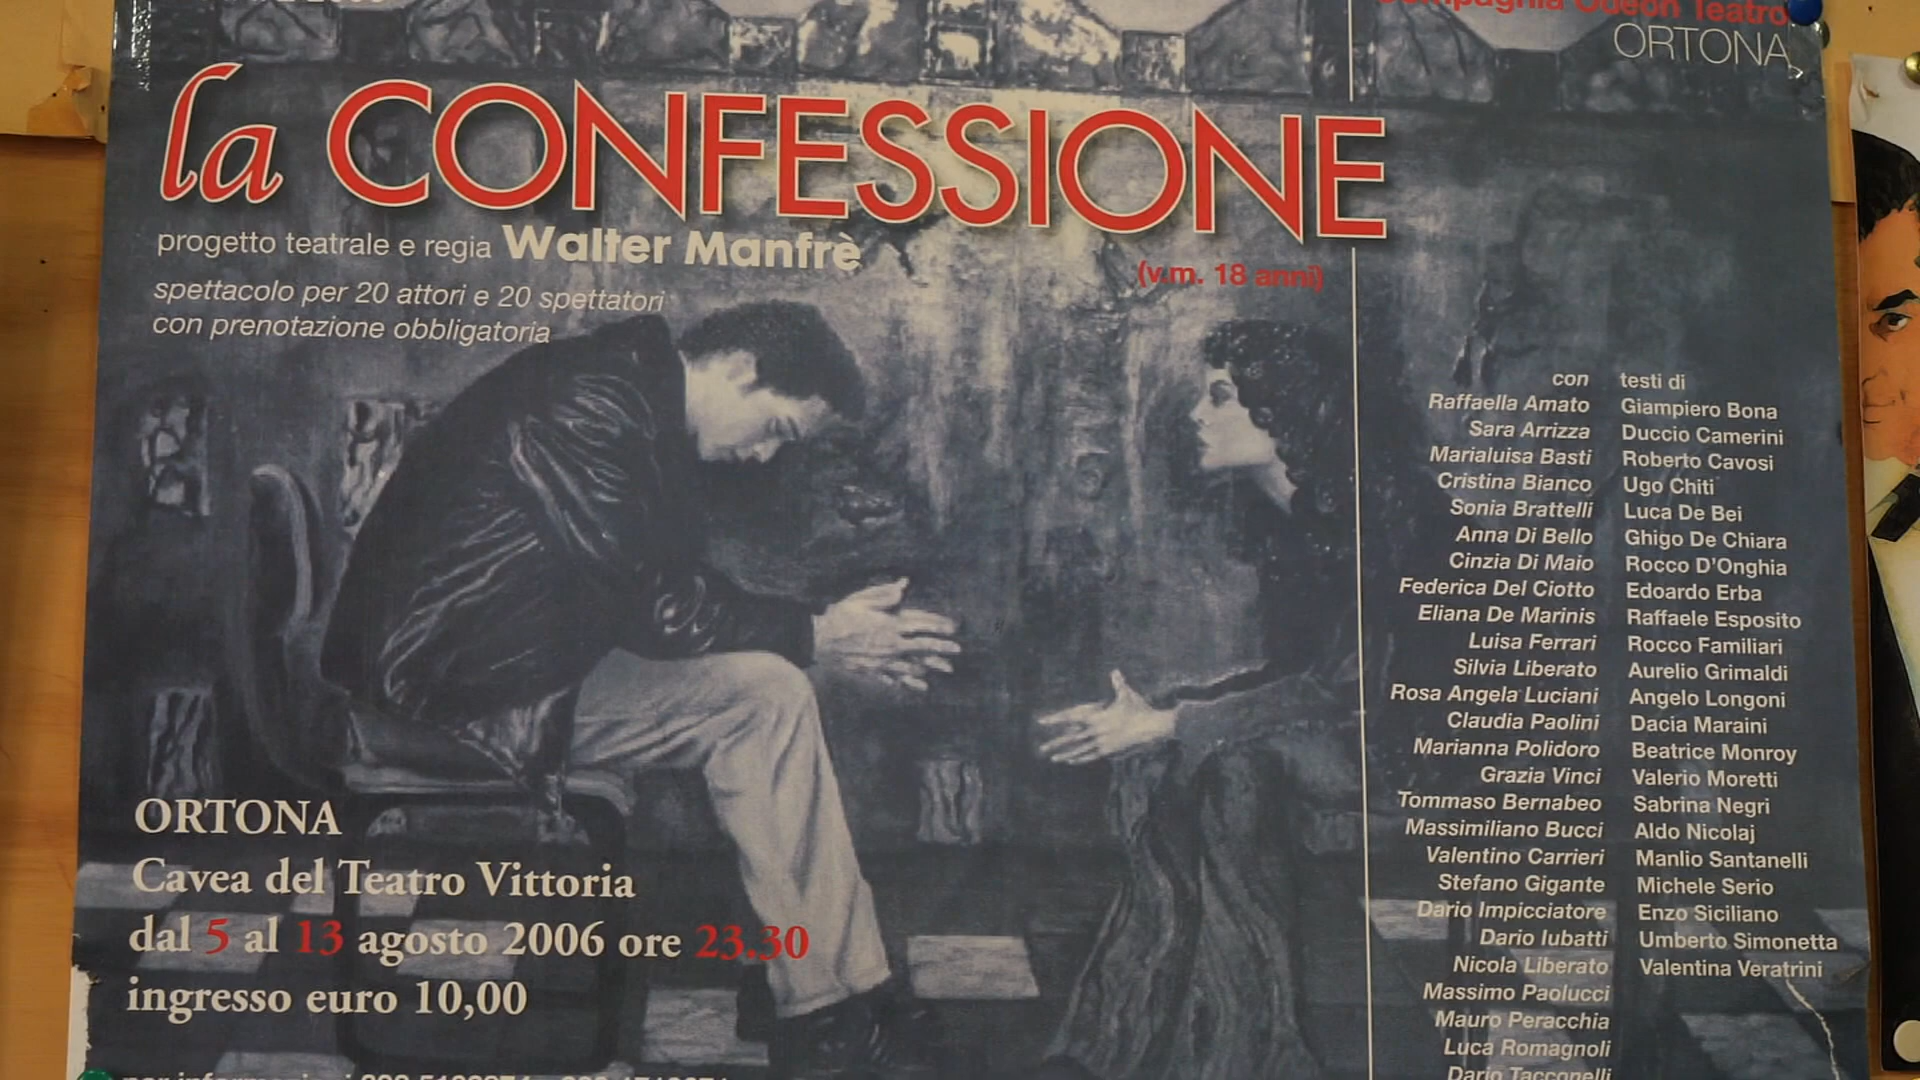 Compagnia Odeon Teatro
ORTONA
la CONFESSIONE
progetto teatrale e regia Walter Manfrè
(v.m. 18 anni)
spettacolo per 20 attori e 20 spettatori
con prenotazione obbligatoria
ORTONA
Cavea del Teatro Vittoria
dal 5 al 13 agosto 2006 ore 23.30
ingresso euro 10,00
con
Raffaella Amato
Sara Arrizza
Marialuisa Basti
Cristina Bianco
Sonia Brattelli
Anna Di Bello
Cinzia Di Maio
Federica Del Ciotto
Eliana De Marinis
Luisa Ferrari
Silvia Liberato
Rosa Angela Luciani
Claudia Paolini
Marianna Polidoro
Grazia Vinci
Tommaso Bernabeo
Massimiliano Bucci
Valentino Carrieri
Stefano Gigante
Dario Impicciatore
Dario Iubatti
Nicola Liberato
Massimo Paolucci
Mauro Peracchia
Luca Romagnoli
Dario Tacconelli
testi di
Giampiero Bona
Duccio Camerini
Roberto Cavosi
Ugo Chiti
Luca De Bei
Ghigo De Chiara
Rocco D'Onghia
Edoardo Erba
Raffaele Esposito
Rocco Familiari
Aurelio Grimaldi
Angelo Longoni
Dacia Maraini
Beatrice Monroy
Valerio Moretti
Sabrina Negri
Aldo Nicolaj
Manlio Santanelli
Michele Serio
Enzo Siciliano
Umberto Simonetta
Valentina Veratrini